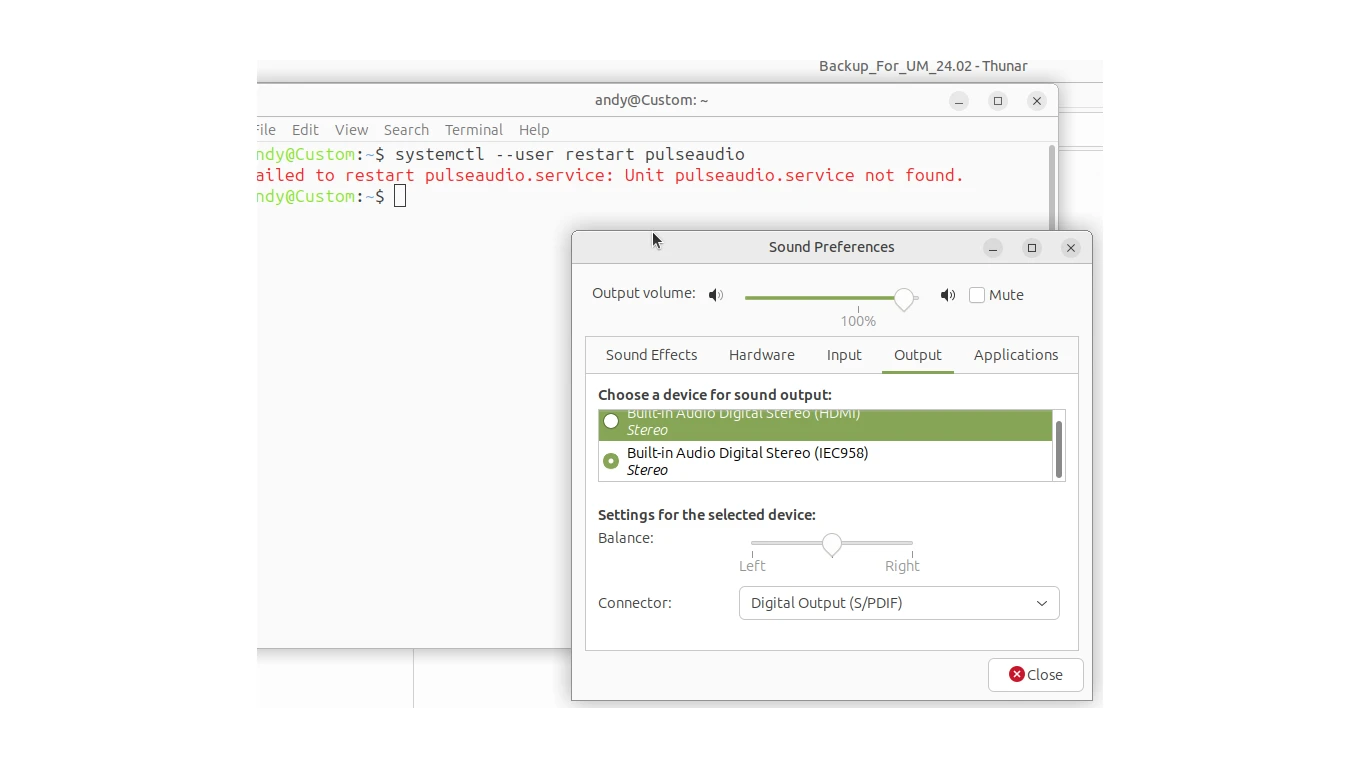 Backup_For_UM_24.02 - Thunar
andy@Custom: ~
File Edit View Search Terminal Help
ndy@Custom:~$ systemctl --user restart pulseaudio
ailed to restart pulseaudio.service: Unit pulseaudio.service not found.
ndy@Custom:~$
Sound Preferences
Output volume:
Mute
100%
Sound Effects Hardware Input Output Applications
Choose a device for sound output:
Built-in Audio Digital Stereo (HDMI)
Stereo
Built-in Audio Digital Stereo (IEC958)
Stereo
Settings for the selected device:
Balance:
Left Right
Connector: Digital Output (S/PDIF)
Close